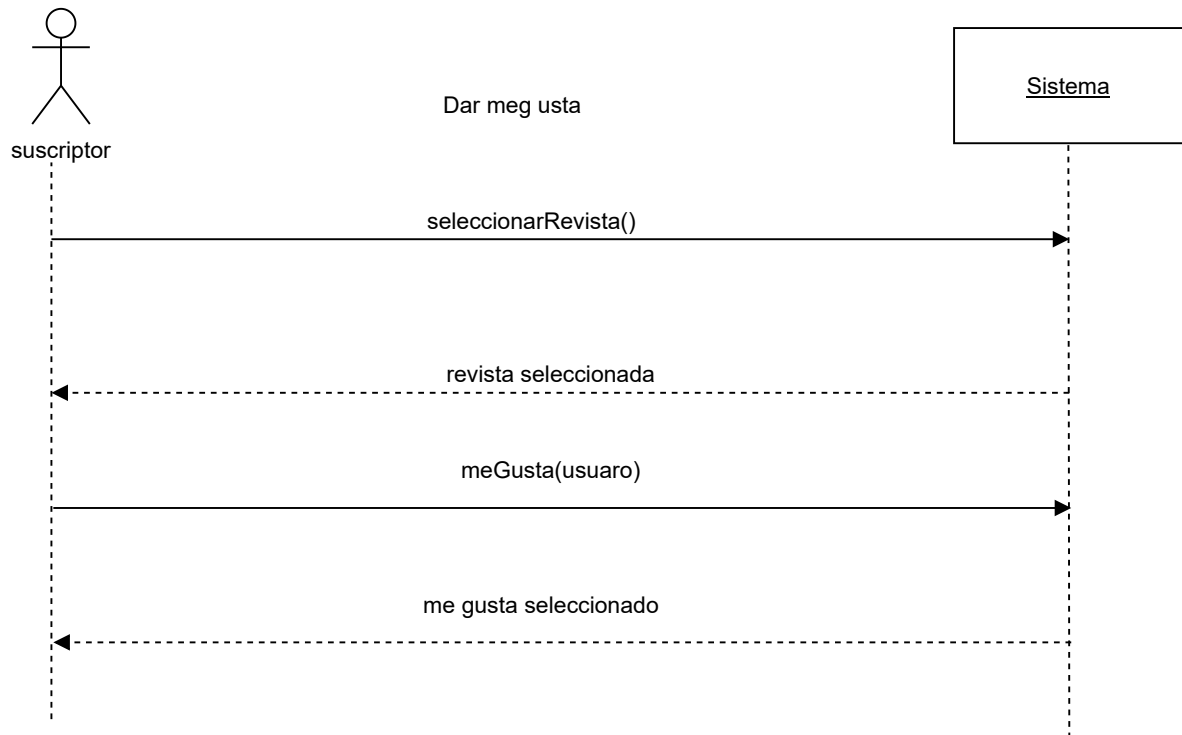 Sistema
Dar meg usta
suscriptor
seleccionarRevista()
revista seleccionada
meGusta(usuaro)
me gusta seleccionado